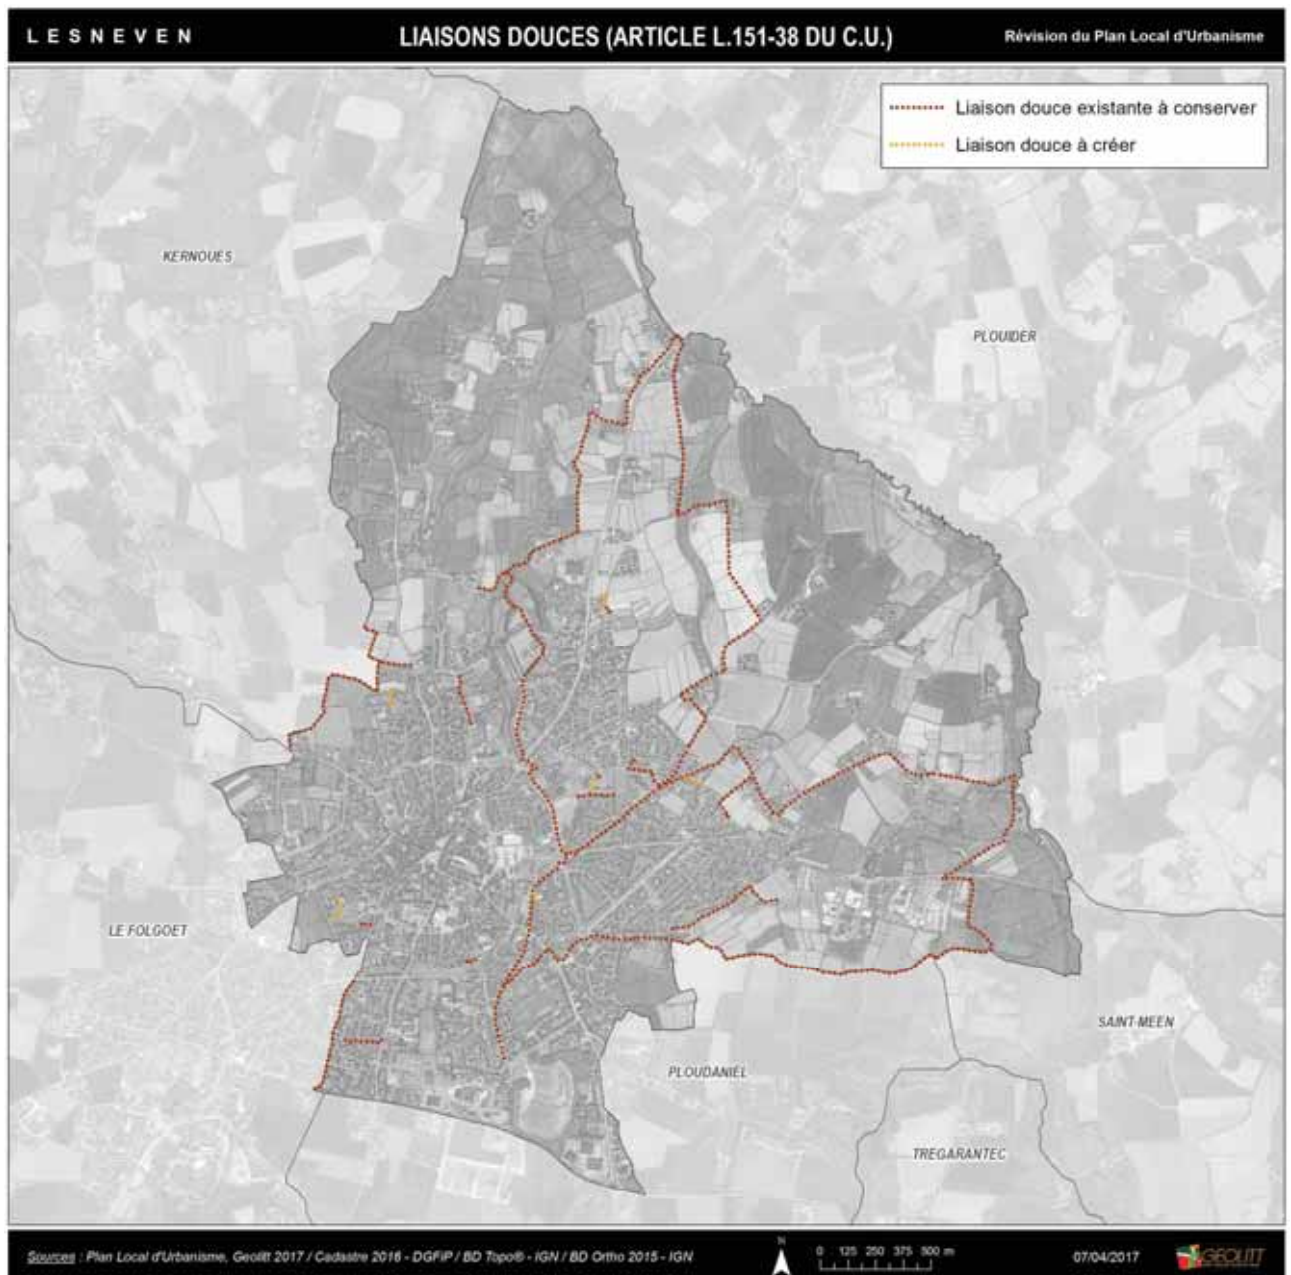 LESNEVEN
LIAISONS DOUCES (ARTICLE L.151-38 DU C.U.)
Révision du Plan Local d'Urbanisme
Liaison douce existante à conserver
Liaison douce à créer
KERNOUES
PLOUIDER
LE FOLGOET
SAINT-MEEN
PLOUDANIEL
TREGARANTEC
Sources : Plan Local d'Urbanisme, Geolitt 2017 / Cadastre 2016 - DGFiP / BD Topo® - IGN / BD Ortho 2015 - IGN
N
0 125 250 375 500 m
07/04/2017
GEOLITT